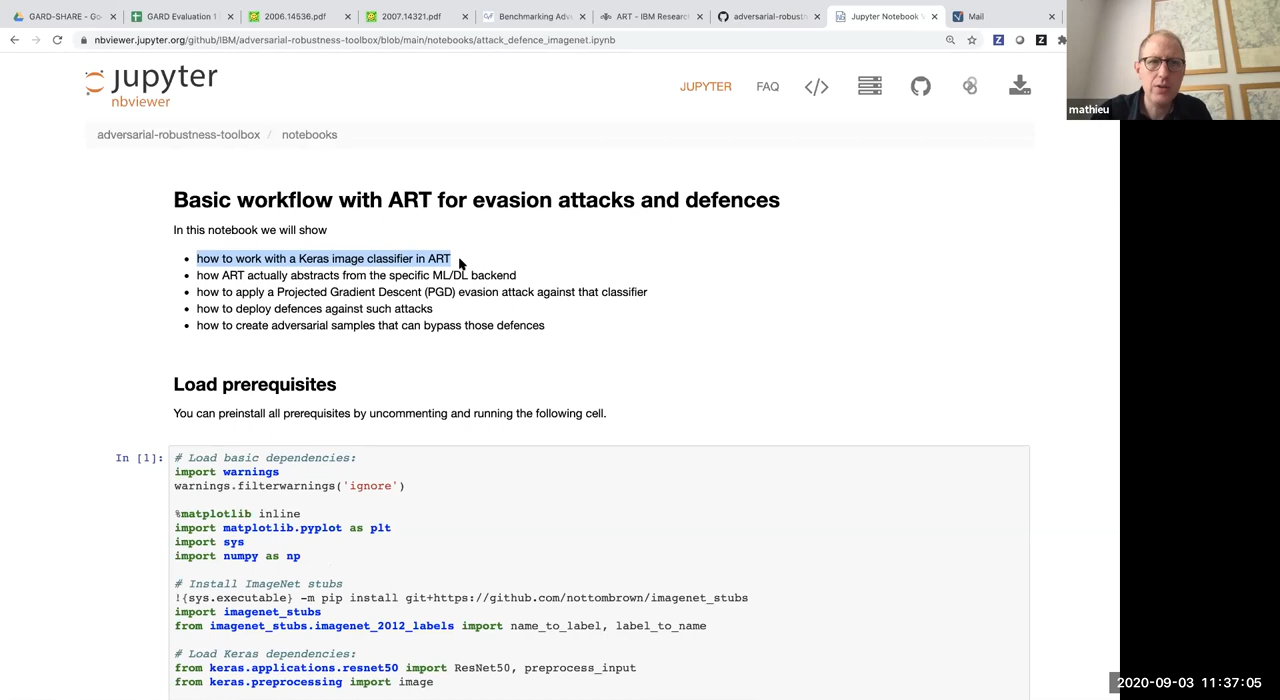 GARD-SHARE - Go
GARD Evaluation 1
2006.14536.pdf
2007.14321.pdf
Benchmarking Adv
ART – IBM Researc
adversarial-robustn
Jupyter Notebook
Mail
nbviewer.jupyter.org/github/IBM/adversarial-robustness-toolbox/blob/main/notebooks/attack_defence_imagenet.ipynb
mathieu
jupyter
nbviewer
JUPYTER FAQ </>
adversarial-robustness-toolbox / notebooks
Basic workflow with ART for evasion attacks and defences
In this notebook we will show
• how to work with a Keras image classifier in ART
• how ART actually abstracts from the specific ML/DL backend
• how to apply a Projected Gradient Descent (PGD) evasion attack against that classifier
• how to deploy defences against such attacks
• how to create adversarial samples that can bypass those defences
Load prerequisites
You can preinstall all prerequisites by uncommenting and running the following cell.
In [1]:
# Load basic dependencies:
import warnings
warnings.filterwarnings('ignore')
%matplotlib inline
import matplotlib.pyplot as plt
import sys
import numpy as np
# Install ImageNet stubs
!{sys.executable} -m pip install git+https://github.com/nottombrown/imagenet_stubs
import imagenet_stubs
from imagenet_stubs.imagenet_2012_labels import name_to_label, label_to_name
# Load Keras dependencies:
from keras.applications.resnet50 import ResNet50, preprocess_input
from keras.preprocessing import image
2020-09-03 11:37:05